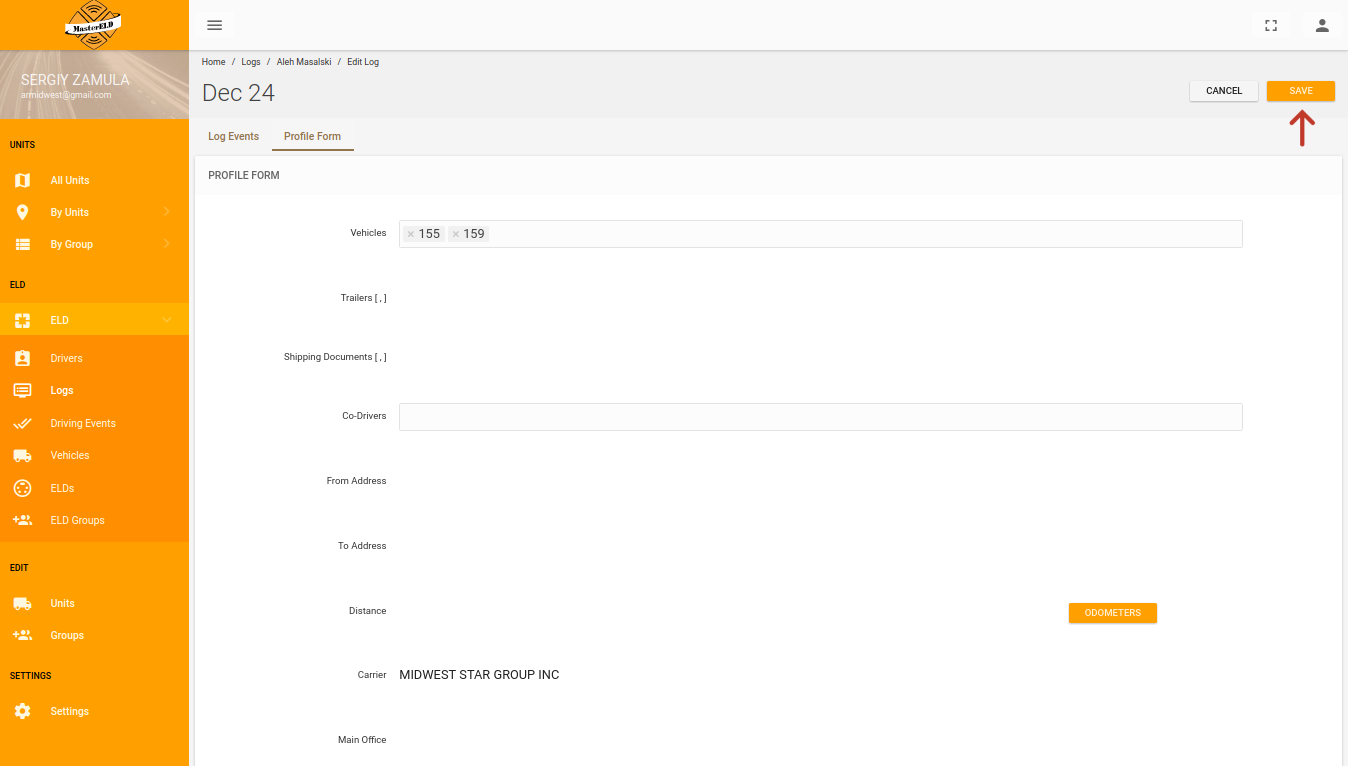 MasterELD
SERGIY ZAMULA
armidwest@gmail.com
UNITS
All Units
By Units
By Group
ELD
ELD
Drivers
Logs
Driving Events
Vehicles
ELDs
ELD Groups
EDIT
Units
Groups
SETTINGS
Settings
Home / Logs / Aleh Masalski / Edit Log
Dec 24
CANCEL
SAVE
Log Events
Profile Form
PROFILE FORM
Vehicles × 155 × 159
Trailers [ , ]
Shipping Documents [ , ]
Co-Drivers
From Address
To Address
Distance ODOMETERS
Carrier MIDWEST STAR GROUP INC
Main Office